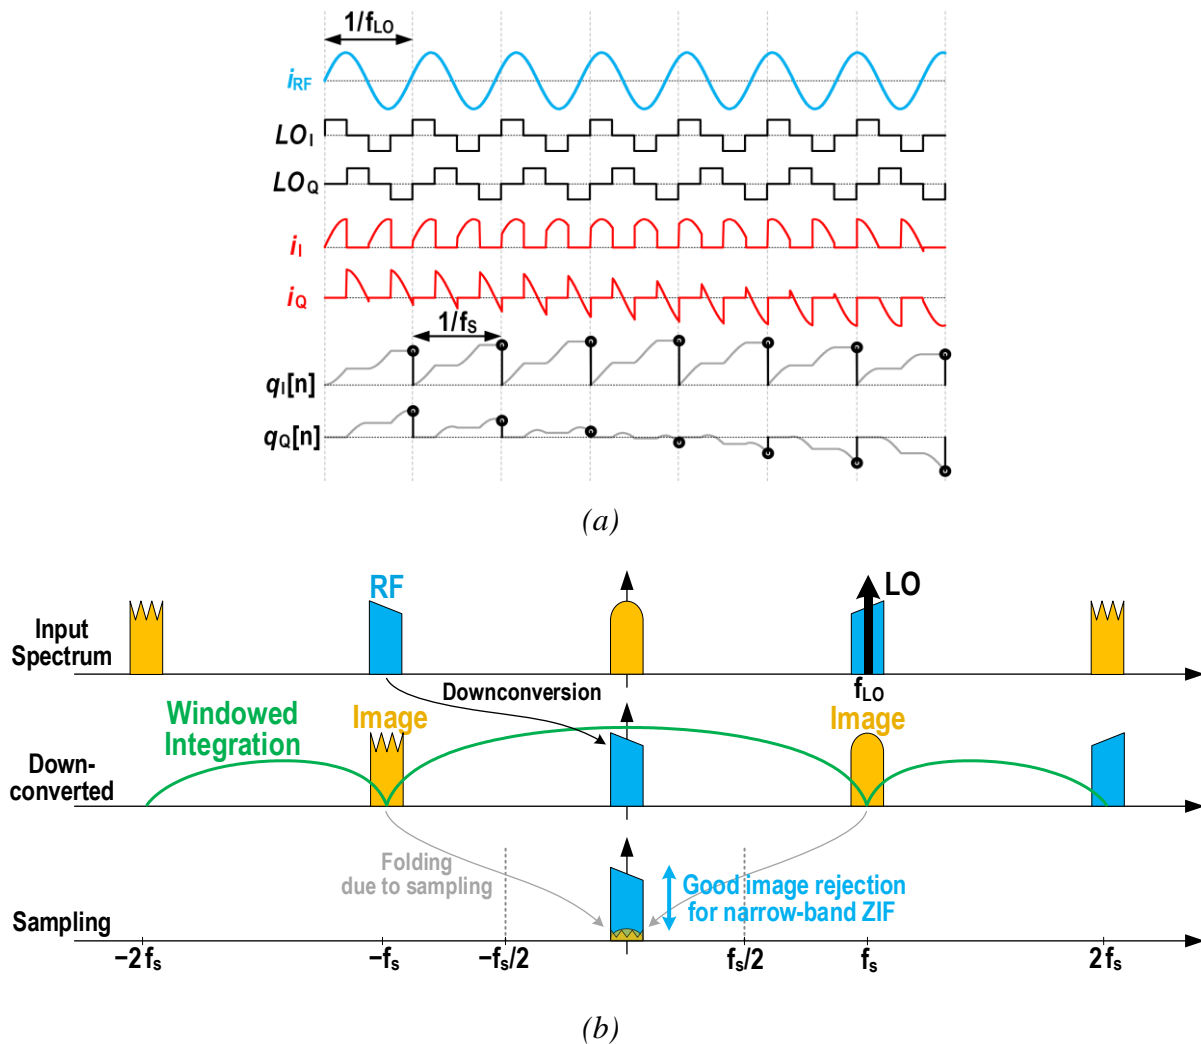 1/fLO
iRF
LOI
LOQ
iI
iQ
1/fS
qI[n]
qQ[n]
(a)
RF
LO
Input
Spectrum
Downconversion
fLO
Windowed
Integration
Image
Image
Down-
converted
Folding
due to sampling
Good image rejection
for narrow-band ZIF
Sampling
−2fs
−fs
−fs/2
fs/2
fs
2fs
(b)